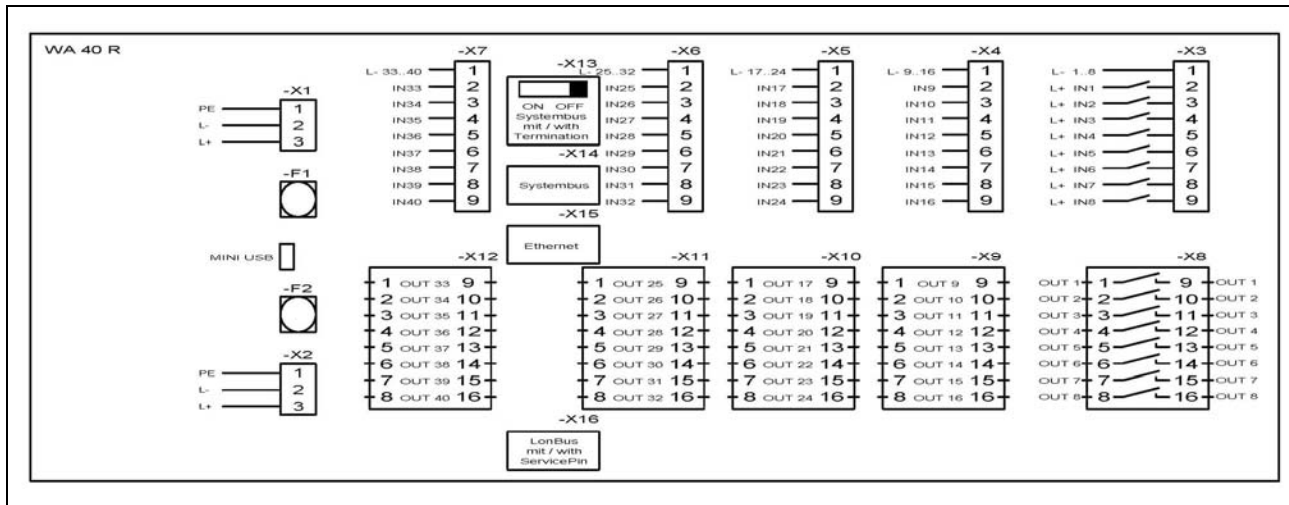 WA 40 R
-X1
PE 1
L- 2
L+ 3
-F1
MINI USB
-F2
-X2
PE 1
L- 2
L+ 3
-X7
L- 33..40 1
IN33 2
IN34 3
IN35 4
IN36 5
IN37 6
IN38 7
IN39 8
IN40 9
-X13
ON OFF
Systembus
mit / with
Termination
-X14
Systembus
-X15
Ethernet
-X6
L- 25..32 1
IN25 2
IN26 3
IN27 4
IN28 5
IN29 6
IN30 7
IN31 8
IN32 9
-X5
L- 17..24 1
IN17 2
IN18 3
IN19 4
IN20 5
IN21 6
IN22 7
IN23 8
IN24 9
-X4
L- 9..16 1
IN9 2
IN10 3
IN11 4
IN12 5
IN13 6
IN14 7
IN15 8
IN16 9
-X3
L- 1..8 1
L+ IN1 2
L+ IN2 3
L+ IN3 4
L+ IN4 5
L+ IN5 6
L+ IN6 7
L+ IN7 8
L+ IN8 9
-X12
1 OUT 33 9
2 OUT 34 10
3 OUT 35 11
4 OUT 36 12
5 OUT 37 13
6 OUT 38 14
7 OUT 39 15
8 OUT 40 16
-X11
1 OUT 25 9
2 OUT 26 10
3 OUT 27 11
4 OUT 28 12
5 OUT 29 13
6 OUT 30 14
7 OUT 31 15
8 OUT 32 16
-X10
1 OUT 17 9
2 OUT 18 10
3 OUT 19 11
4 OUT 20 12
5 OUT 21 13
6 OUT 22 14
7 OUT 23 15
8 OUT 24 16
-X9
1 OUT 9 9
2 OUT 10 10
3 OUT 11 11
4 OUT 12 12
5 OUT 13 13
6 OUT 14 14
7 OUT 15 15
8 OUT 16 16
-X8
OUT 1 1 9 OUT 1
OUT 2 2 10 OUT 2
OUT 3 3 11 OUT 3
OUT 4 4 12 OUT 4
OUT 5 5 13 OUT 5
OUT 6 6 14 OUT 6
OUT 7 7 15 OUT 7
OUT 8 8 16 OUT 8
-X16
LonBus
mit / with
ServicePin